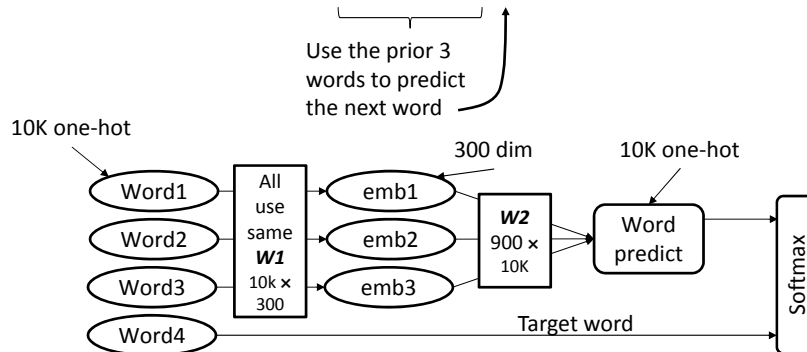 Use the prior 3
words to predict
the next word
10K one-hot
300 dim
10K one-hot
Word1
Word2
Word3
Word4
All
use
same
W1
10k ×
300
emb1
emb2
emb3
W2
900 ×
10K
Word
predict
Target word
Softmax